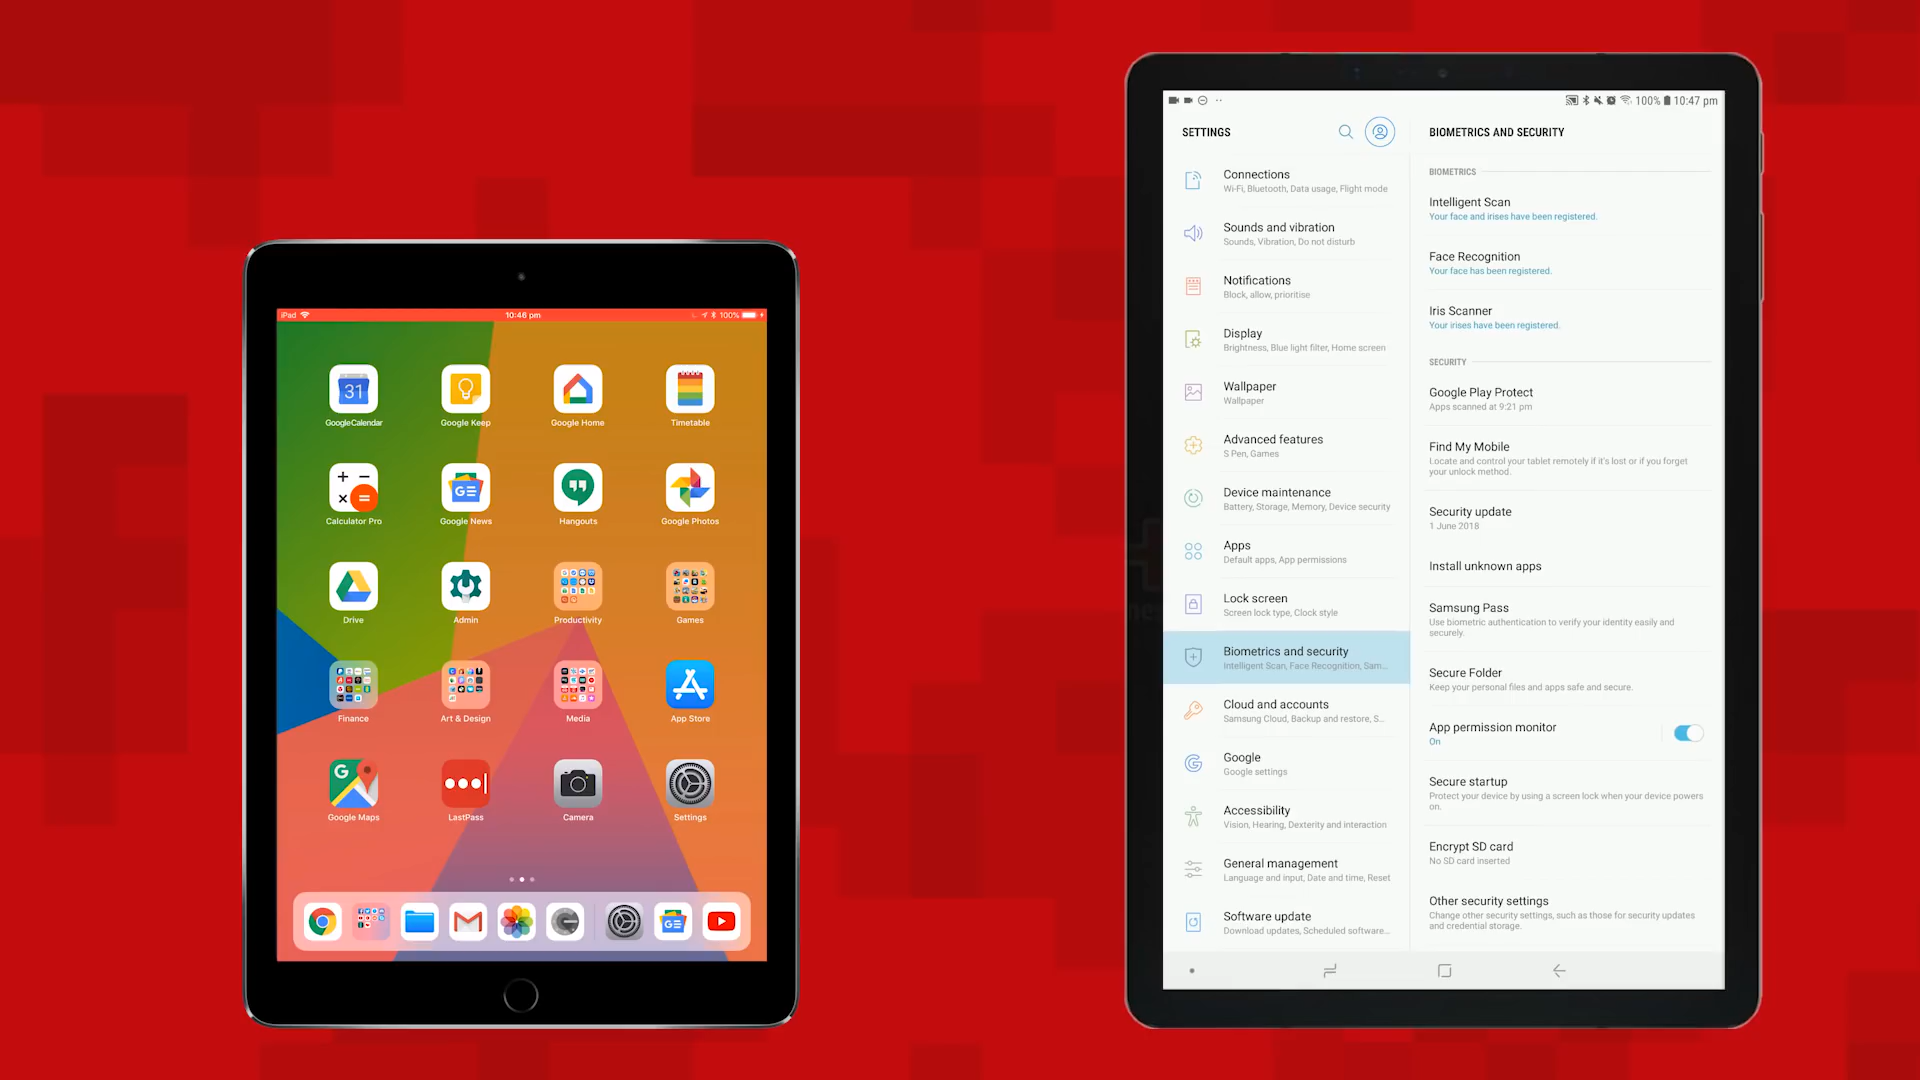 iPad
10:46 pm
100%
31
GoogleCalendar
Google Keep
Google Home
Timetable
Calculator Pro
Google News
Hangouts
Google Photos
Drive
Admin
Productivity
Games
Finance
Art & Design
Media
App Store
G
Google Maps
LastPass
Camera
Settings
100% 10:47 pm
SETTINGS
Connections
Wi-Fi, Bluetooth, Data usage, Flight mode
Sounds and vibration
Sounds, Vibration, Do not disturb
Notifications
Block, allow, prioritise
Display
Brightness, Blue light filter, Home screen
Wallpaper
Wallpaper
Advanced features
S Pen, Games
Device maintenance
Battery, Storage, Memory, Device security
Apps
Default apps, App permissions
Lock screen
Screen lock type, Clock style
Biometrics and security
Intelligent Scan, Face Recognition, Sam...
Cloud and accounts
Samsung Cloud, Backup and restore, S...
Google
Google settings
Accessibility
Vision, Hearing, Dexterity and interaction
General management
Language and input, Date and time, Reset
Software update
Download updates, Scheduled software...
BIOMETRICS AND SECURITY
BIOMETRICS
Intelligent Scan
Your face and irises have been registered.
Face Recognition
Your face has been registered.
Iris Scanner
Your irises have been registered.
SECURITY
Google Play Protect
Apps scanned at 9:21 pm
Find My Mobile
Locate and control your tablet remotely if it's lost or if you forget
your unlock method.
Security update
1 June 2018
Install unknown apps
Samsung Pass
Use biometric authentication to verify your identity easily and
securely.
Secure Folder
Keep your personal files and apps safe and secure.
App permission monitor
On
Secure startup
Protect your device by using a screen lock when your device powers
on.
Encrypt SD card
No SD card inserted
Other security settings
Change other security settings, such as those for security updates
and credential storage.